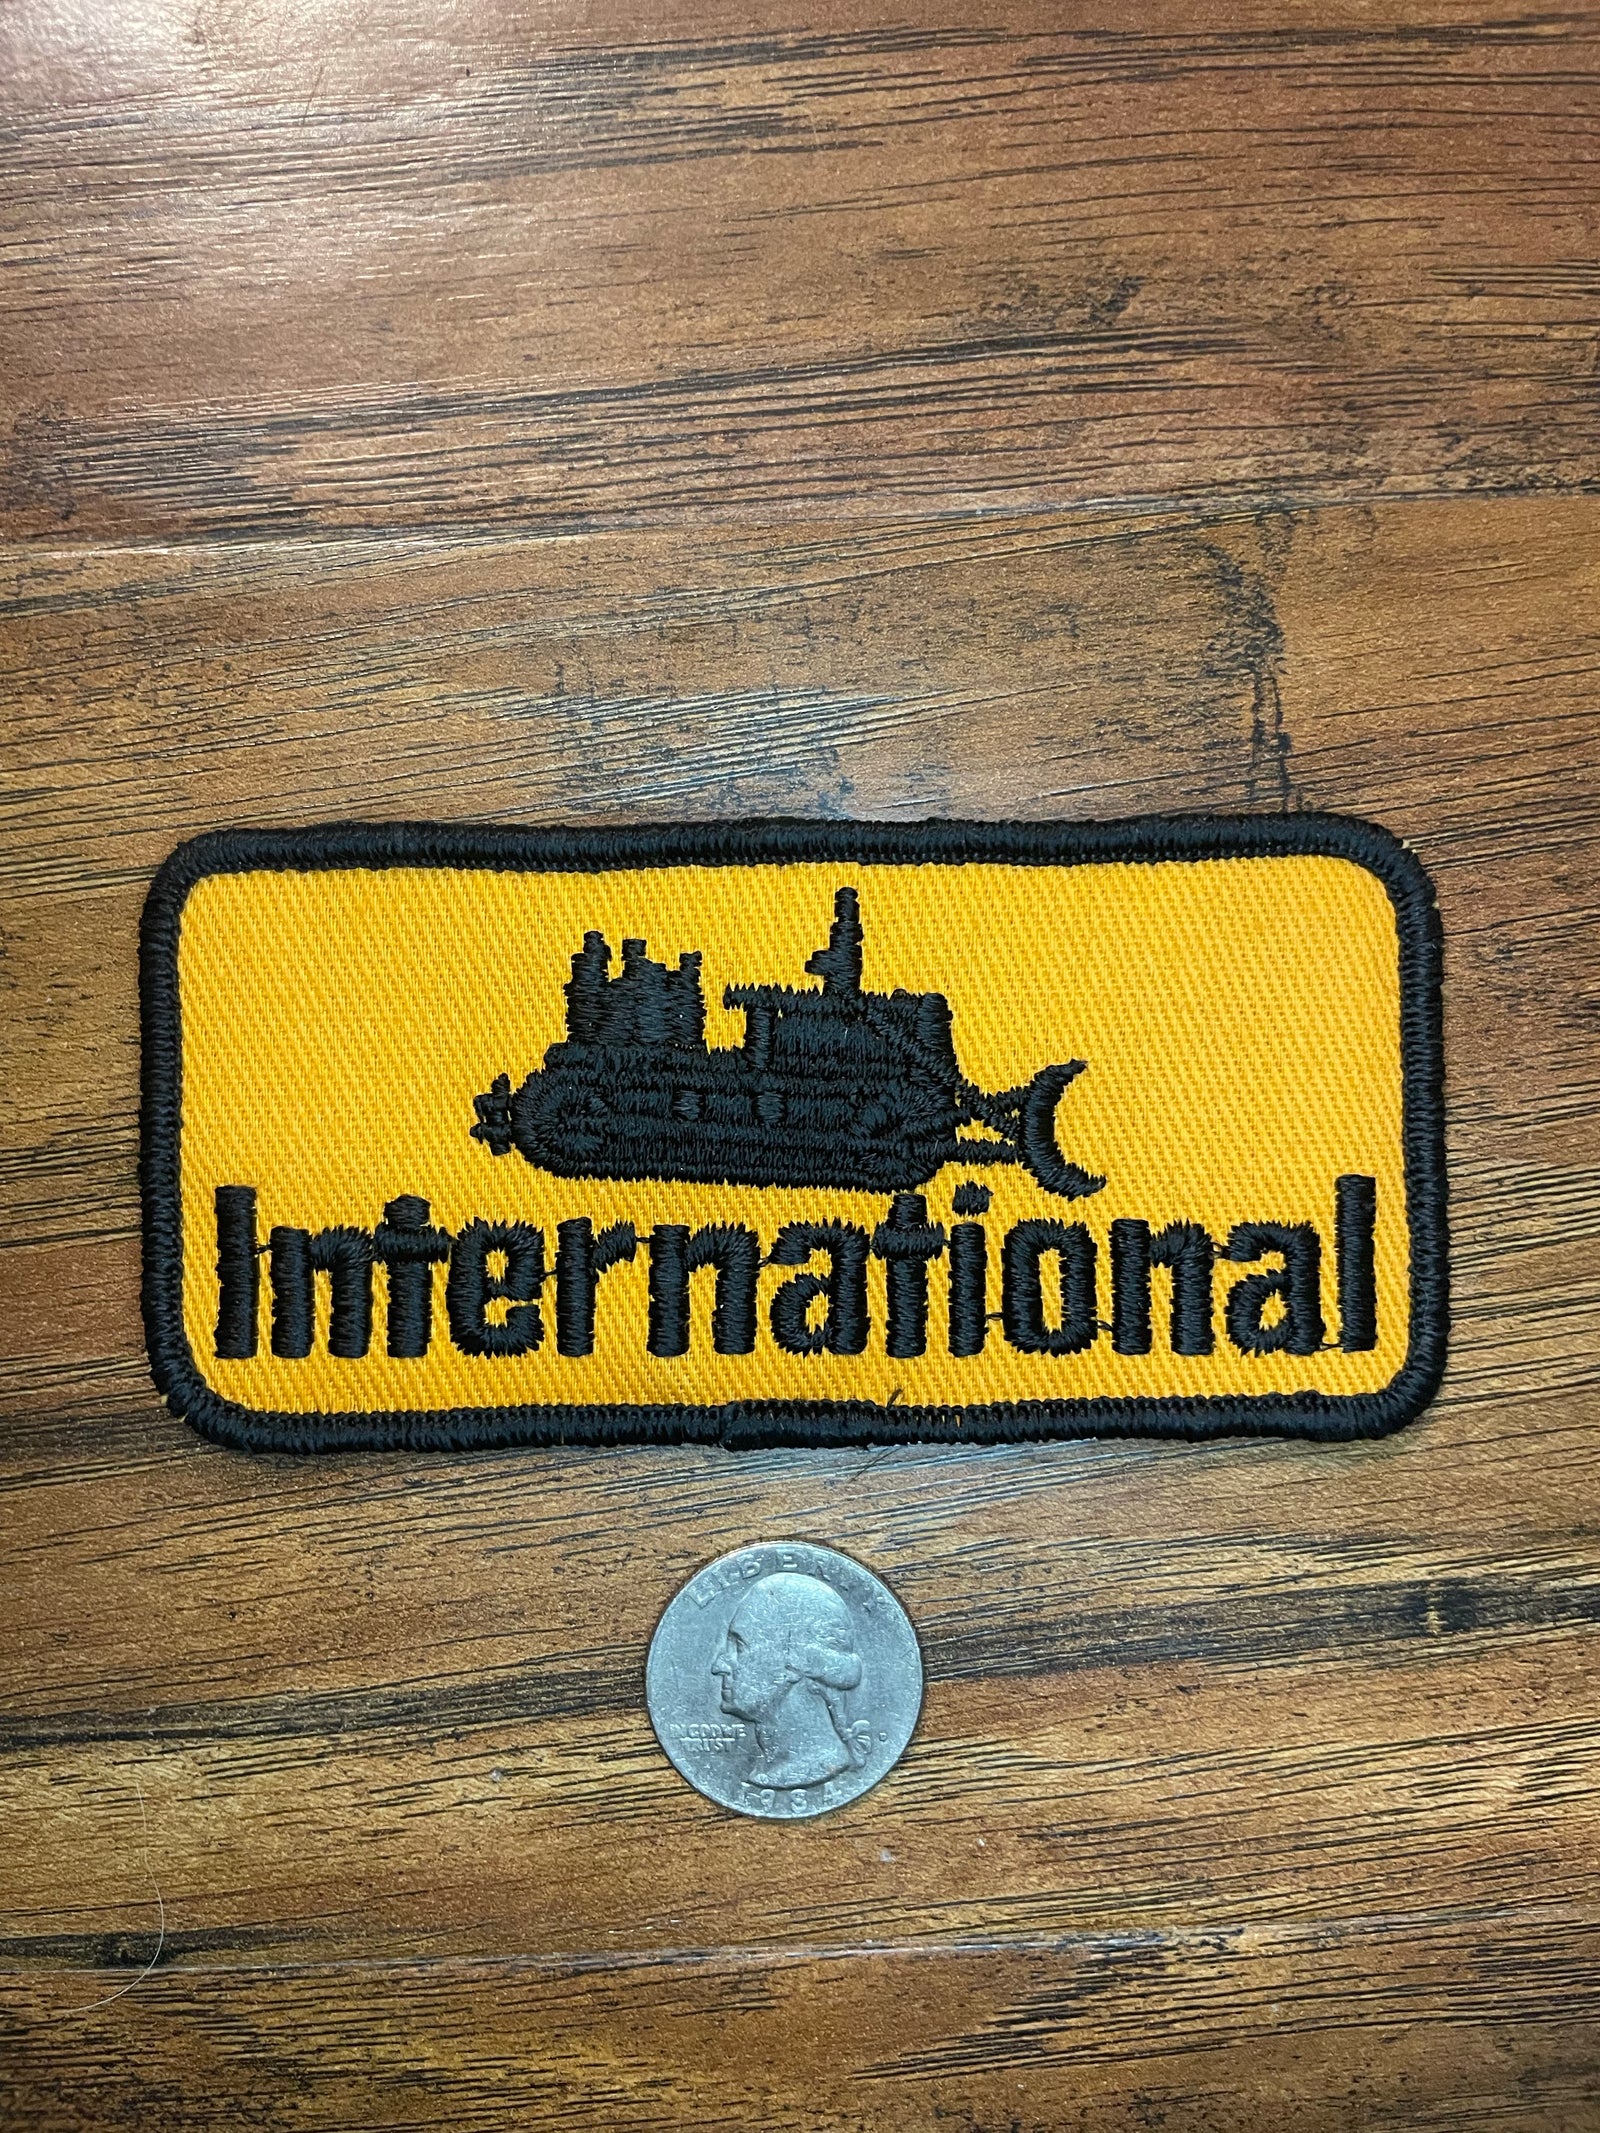 International
LIBERTY
IN GOD WE
TRUST
D
1984